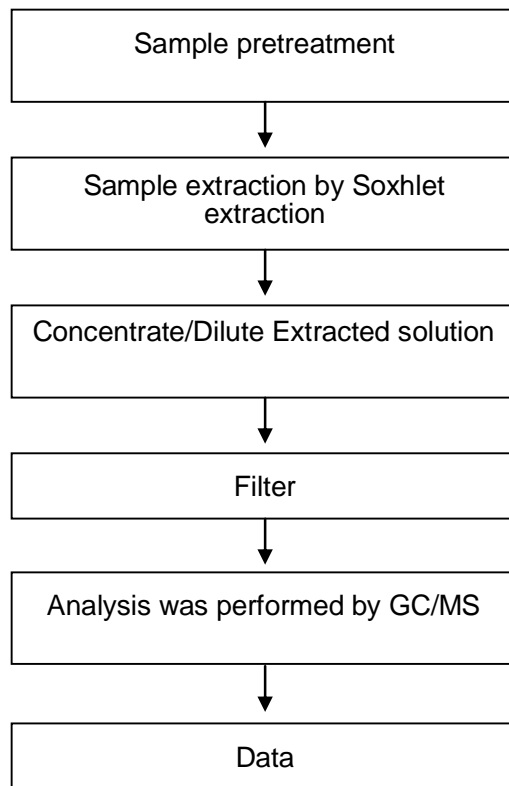 Sample pretreatment
Sample extraction by Soxhlet
extraction
Concentrate/Dilute Extracted solution
Filter
Analysis was performed by GC/MS
Data